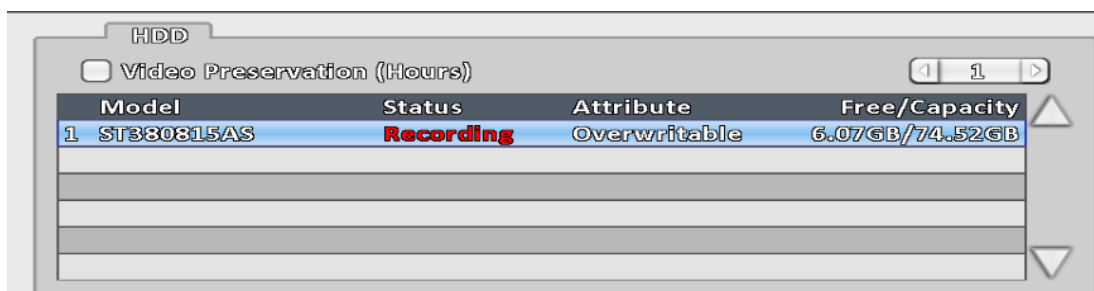 HDD
Video Preservation (Hours) 1
Model Status Attribute Free/Capacity
1 ST380815AS Recording Overwritable 6.07GB/74.52GB